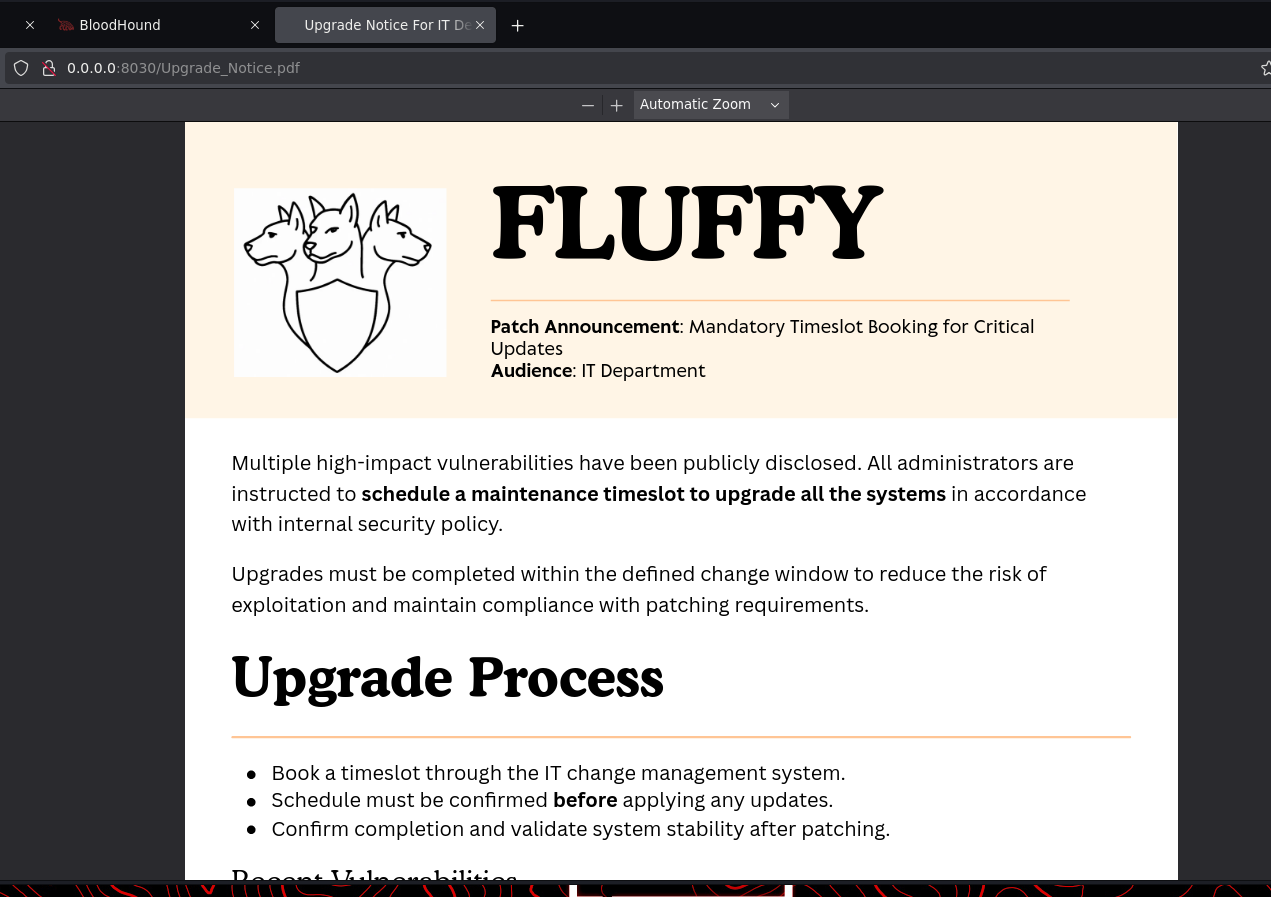 BloodHound
Upgrade Notice For IT De
0.0.0.0:8030/Upgrade_Notice.pdf
Automatic Zoom
FLUFFY
Patch Announcement: Mandatory Timeslot Booking for Critical
Updates
Audience: IT Department
Multiple high-impact vulnerabilities have been publicly disclosed. All administrators are
instructed to schedule a maintenance timeslot to upgrade all the systems in accordance
with internal security policy.
Upgrades must be completed within the defined change window to reduce the risk of
exploitation and maintain compliance with patching requirements.
Upgrade Process
● Book a timeslot through the IT change management system.
● Schedule must be confirmed before applying any updates.
● Confirm completion and validate system stability after patching.
Recent Vulnerabilities